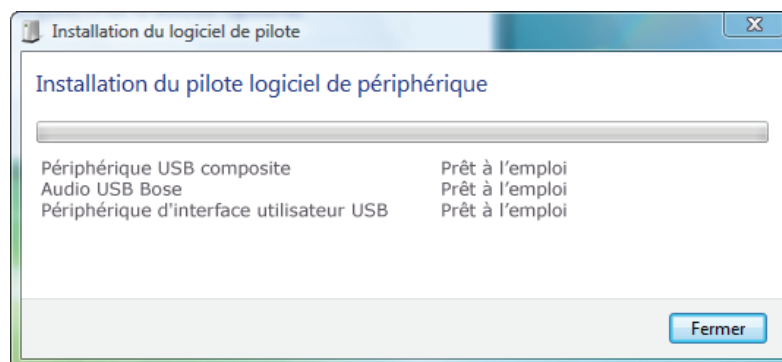 Installation du logiciel de pilote
Installation du pilote logiciel de périphérique
Périphérique USB composite Prêt à l'emploi
Audio USB Bose Prêt à l'emploi
Périphérique d'interface utilisateur USB Prêt à l'emploi
Fermer